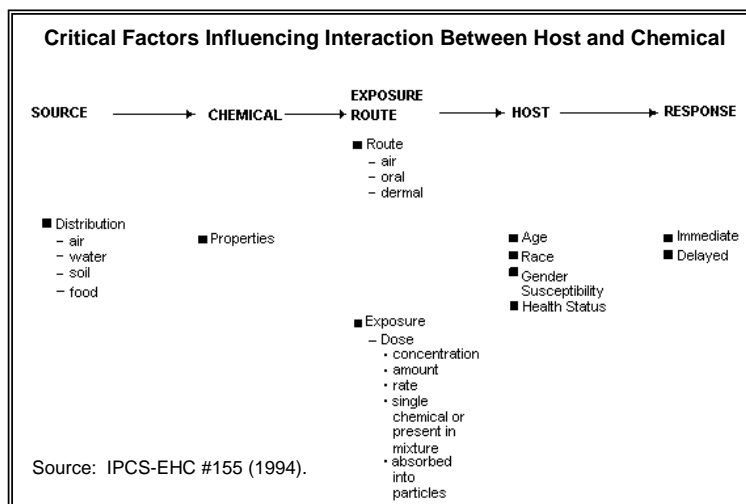 Critical Factors Influencing Interaction Between Host and Chemical
EXPOSURE
SOURCE CHEMICAL ROUTE HOST RESPONSE
■ Route
– air
– oral
– dermal
■ Distribution
– air
– water
– soil
– food
■ Properties
■ Age
■ Race
■ Gender
Susceptibility
■ Health Status
■ Immediate
■ Delayed
■ Exposure
– Dose
· concentration
· amount
· rate
· single
chemical or
present in
mixture
· absorbed
into
particles
Source: IPCS-EHC #155 (1994).